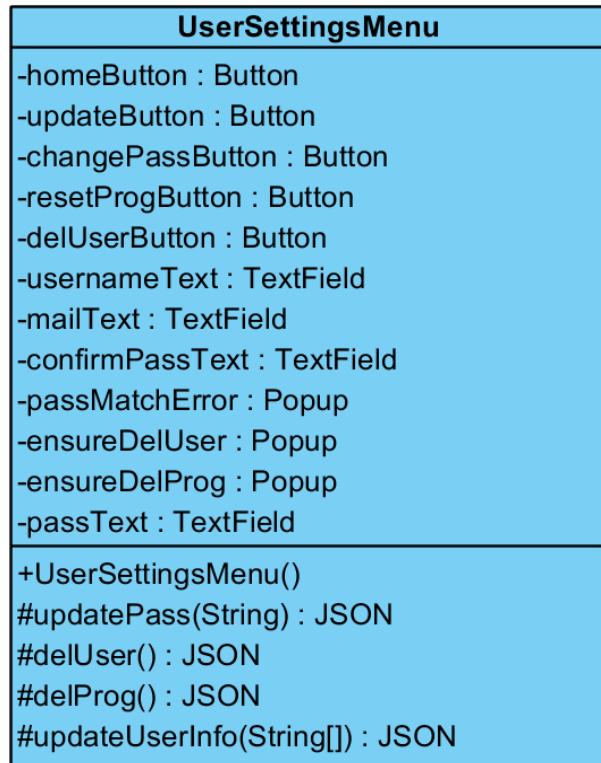 UserSettingsMenu
-homeButton : Button
-updateButton : Button
-changePassButton : Button
-resetProgButton : Button
-delUserButton : Button
-usernameText : TextField
-mailText : TextField
-confirmPassText : TextField
-passMatchError : Popup
-ensureDelUser : Popup
-ensureDelProg : Popup
-passText : TextField
+UserSettingsMenu()
#updatePass(String) : JSON
#delUser() : JSON
#delProg() : JSON
#updateUserInfo(String[]) : JSON